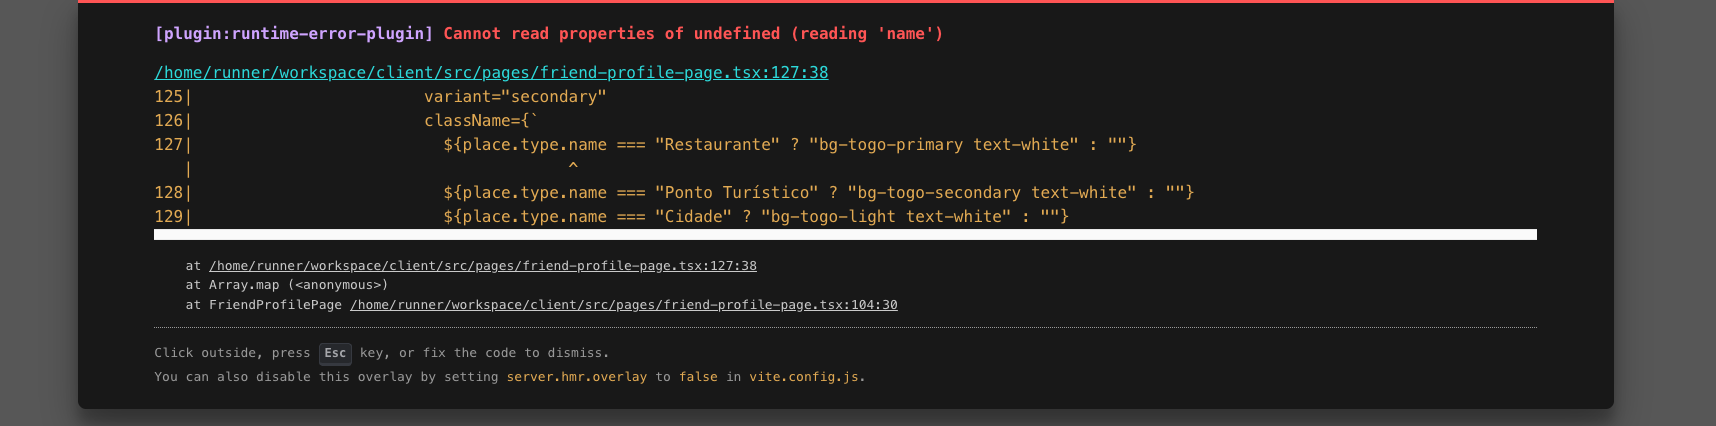 [plugin:runtime-error-plugin] Cannot read properties of undefined (reading 'name')
/home/runner/workspace/client/src/pages/friend-profile-page.tsx:127:38
125|                        variant="secondary"
126|                        className={`
127|                          ${place.type.name === "Restaurante" ? "bg-togo-primary text-white" : ""}
   |                                       ^
128|                          ${place.type.name === "Ponto Turístico" ? "bg-togo-secondary text-white" : ""}
129|                          ${place.type.name === "Cidade" ? "bg-togo-light text-white" : ""}
at /home/runner/workspace/client/src/pages/friend-profile-page.tsx:127:38
at Array.map (<anonymous>)
at FriendProfilePage /home/runner/workspace/client/src/pages/friend-profile-page.tsx:104:30
Click outside, press Esc key, or fix the code to dismiss.
You can also disable this overlay by setting server.hmr.overlay to false in vite.config.js.